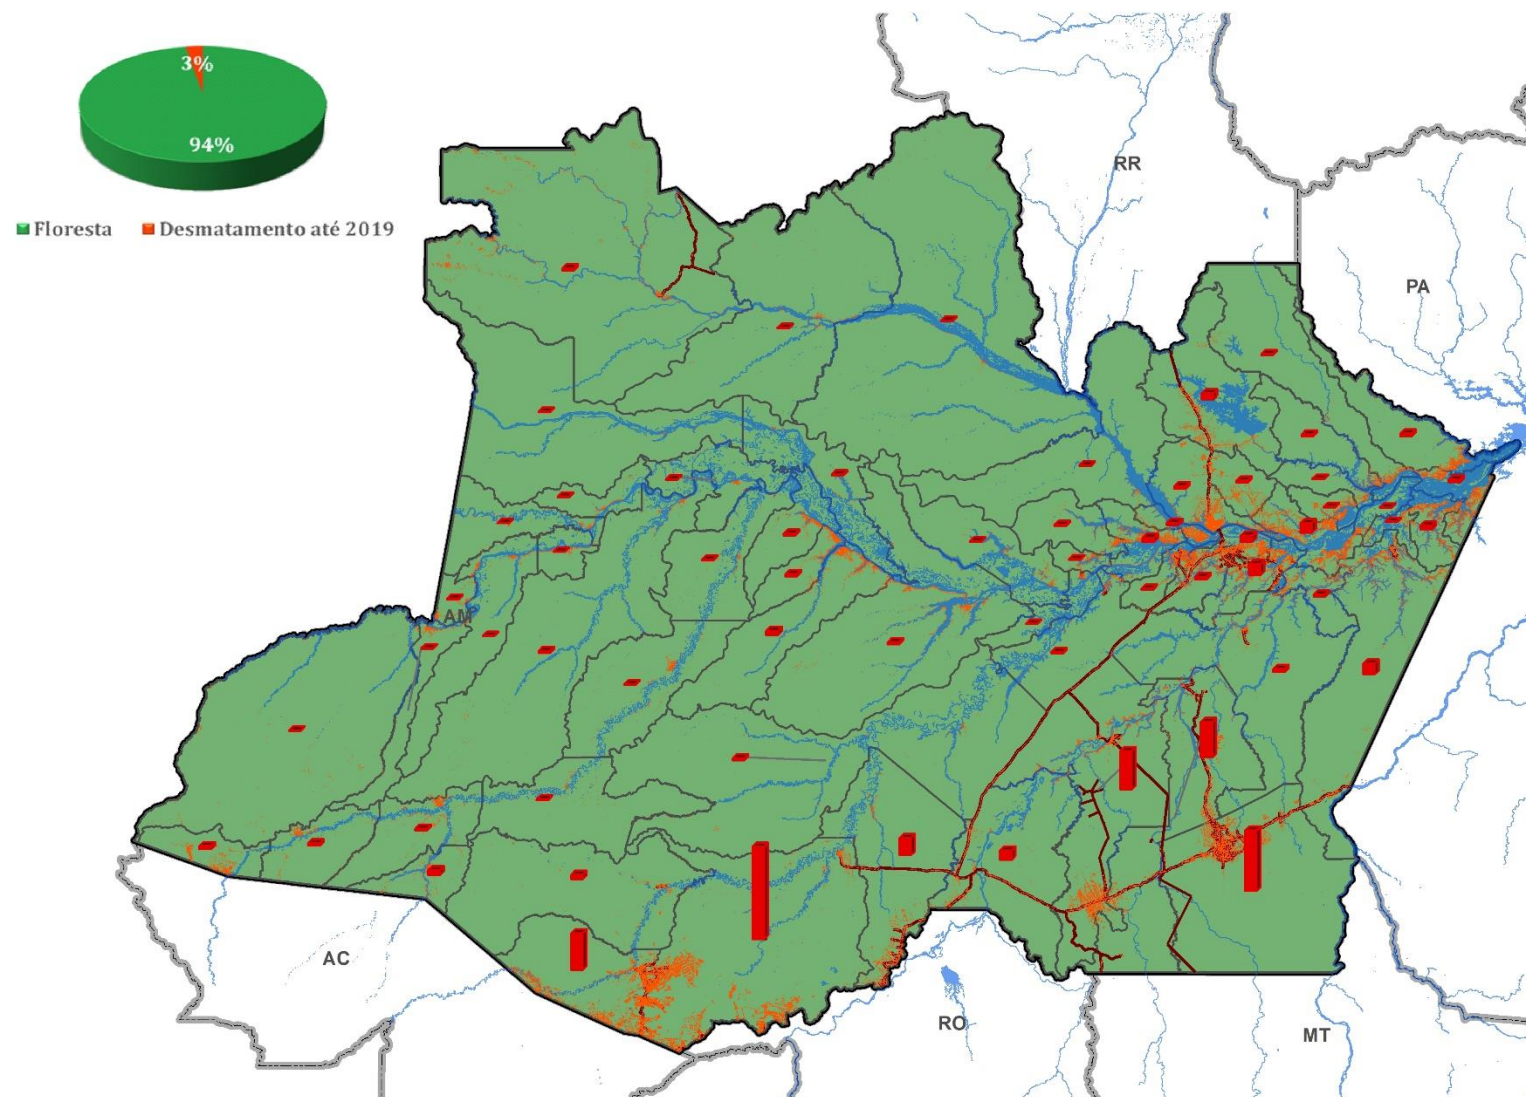 3%
94%
Floresta
Desmatamento até 2019
RR
PA
AM
AC
RO
MT